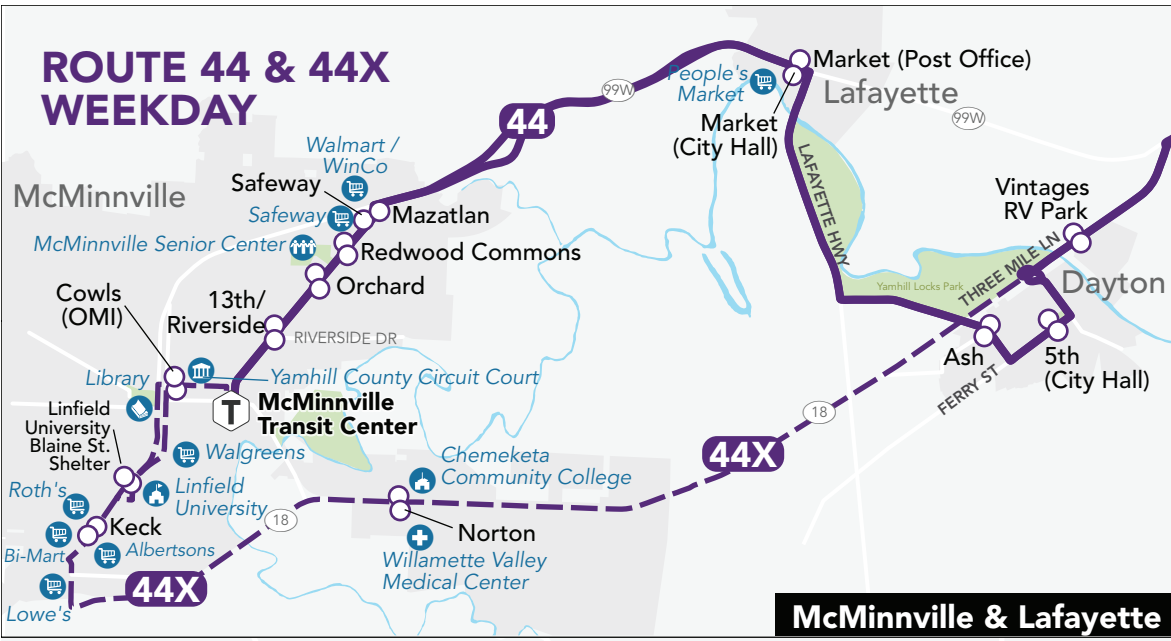 ROUTE 44 & 44X
WEEKDAY
44
99W
People's
Market
Market (Post Office)
Lafayette
Market
(City Hall)
99W
Walmart /
WinCo
Safeway
McMinnville
Safeway
Mazatlan
McMinnville Senior Center
Redwood Commons
Orchard
LAFAYETTE HWY
Vintages
RV Park
THREE MILE LN
Yamhill Locks Park
Dayton
Cowls
(OMI)
13th/
Riverside
RIVERSIDE DR
Ash
5th
(City Hall)
FERRY ST
Library
Yamhill County Circuit Court
T
McMinnville
Transit Center
Linfield
University
Blaine St.
Shelter
18
Walgreens
44X
Chemeketa
Community College
Roth's
Linfield
University
18
Keck
Norton
Bi-Mart
Albertsons
Willamette Valley
Medical Center
44X
Lowe's
McMinnville & Lafayette